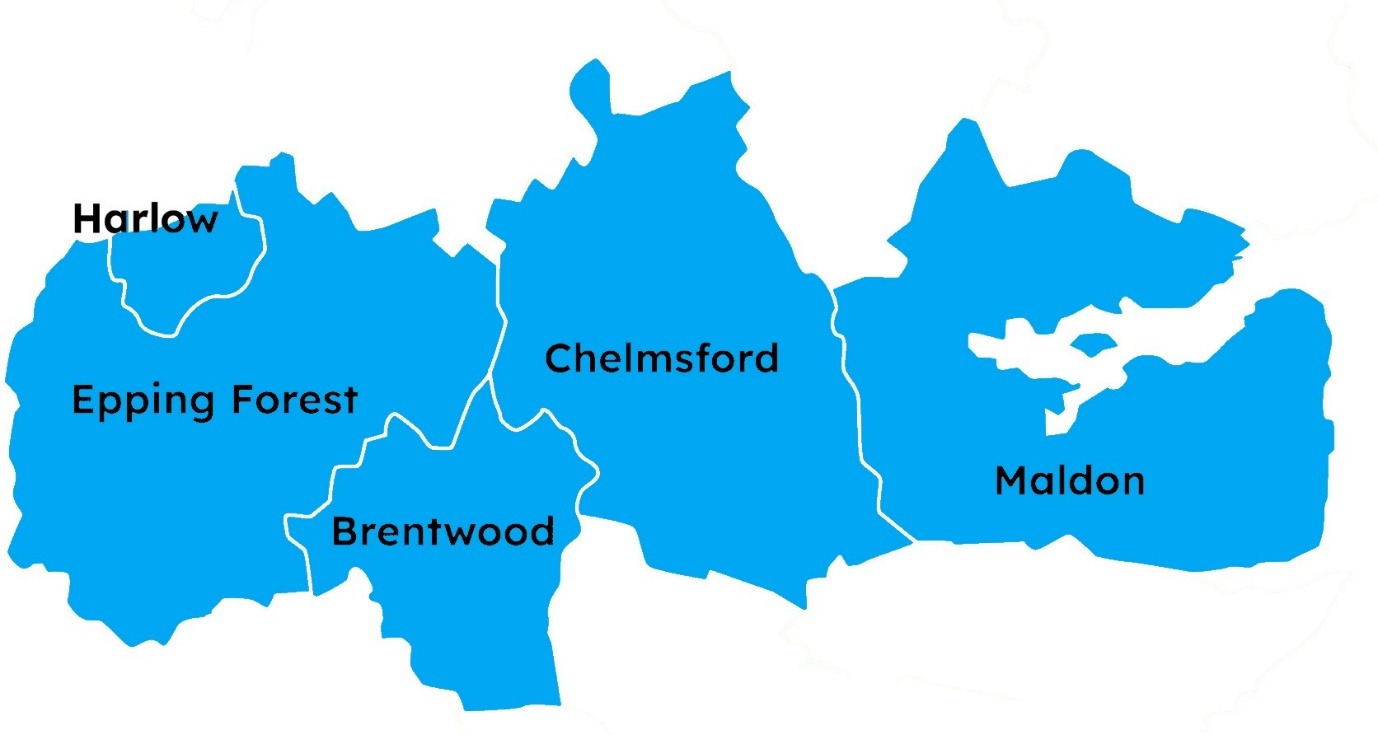 Harlow
Chelmsford
Epping Forest
Maldon
Brentwood